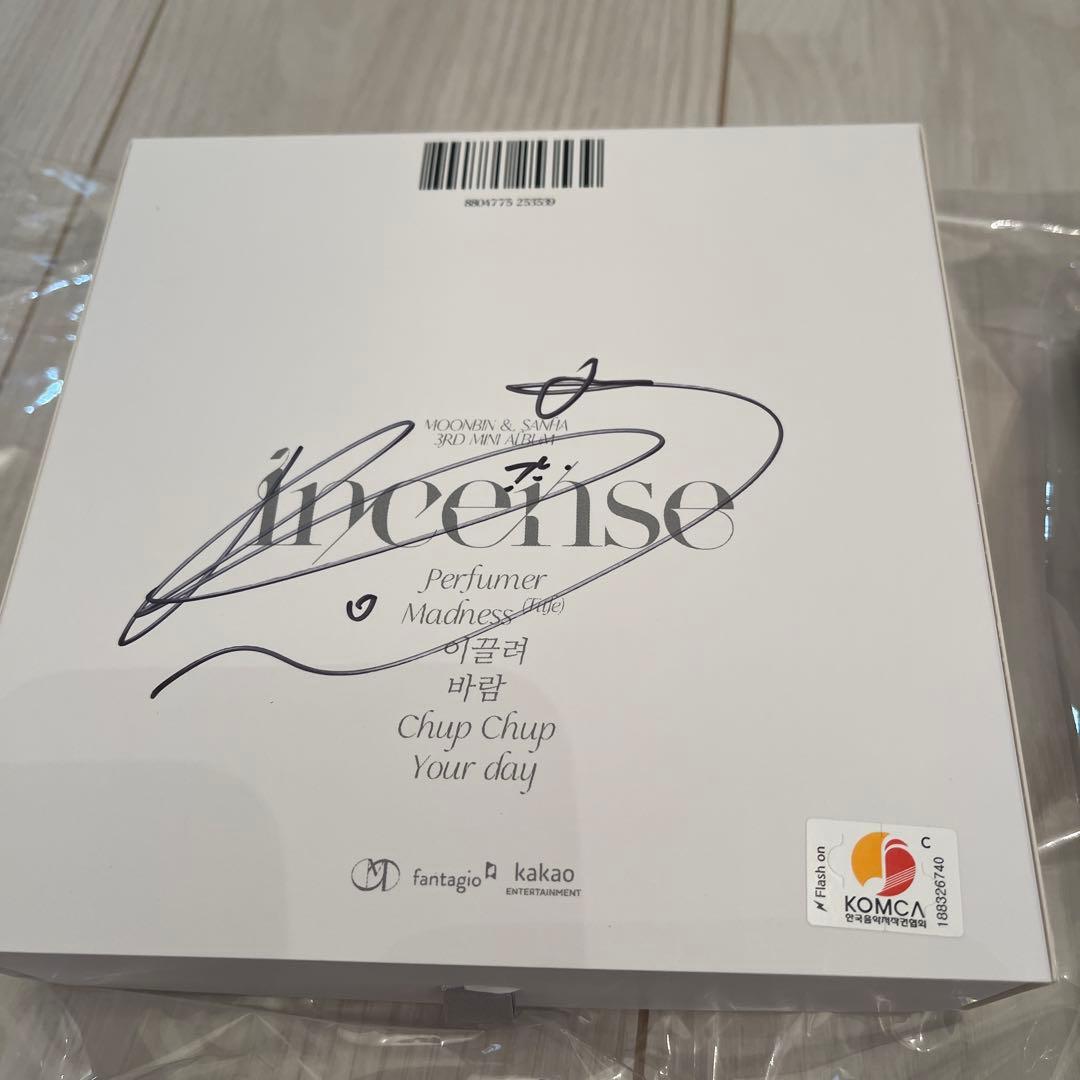 8804775 253539
MOONBIN & SANHA
3RD MINI ALBUM
incense
Perfumer
Madness (Title)
이끌려
바람
Chup Chup
Your day
fantagio kakao
ENTERTAINMENT
Flash on
C
KOMCA
한국음악저작권협회
188326740